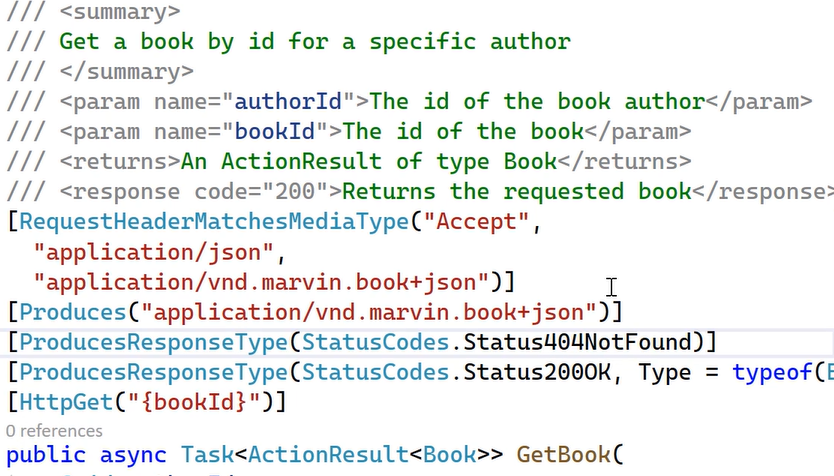 /// <summary>
/// Get a book by id for a specific author
/// </summary>
/// <param name="authorId">The id of the book author</param>
/// <param name="bookId">The id of the book</param>
/// <returns>An ActionResult of type Book</returns>
/// <response code="200">Returns the requested book</response>
[RequestHeaderMatchesMediaType("Accept",
"application/json",
"application/vnd.marvin.book+json")]
[Produces("application/vnd.marvin.book+json")]
[ProducesResponseType(StatusCodes.Status404NotFound)]
[ProducesResponseType(StatusCodes.Status200OK, Type = typeof(
[HttpGet("{bookId}")]
0 references
public async Task<ActionResult<Book>> GetBook(